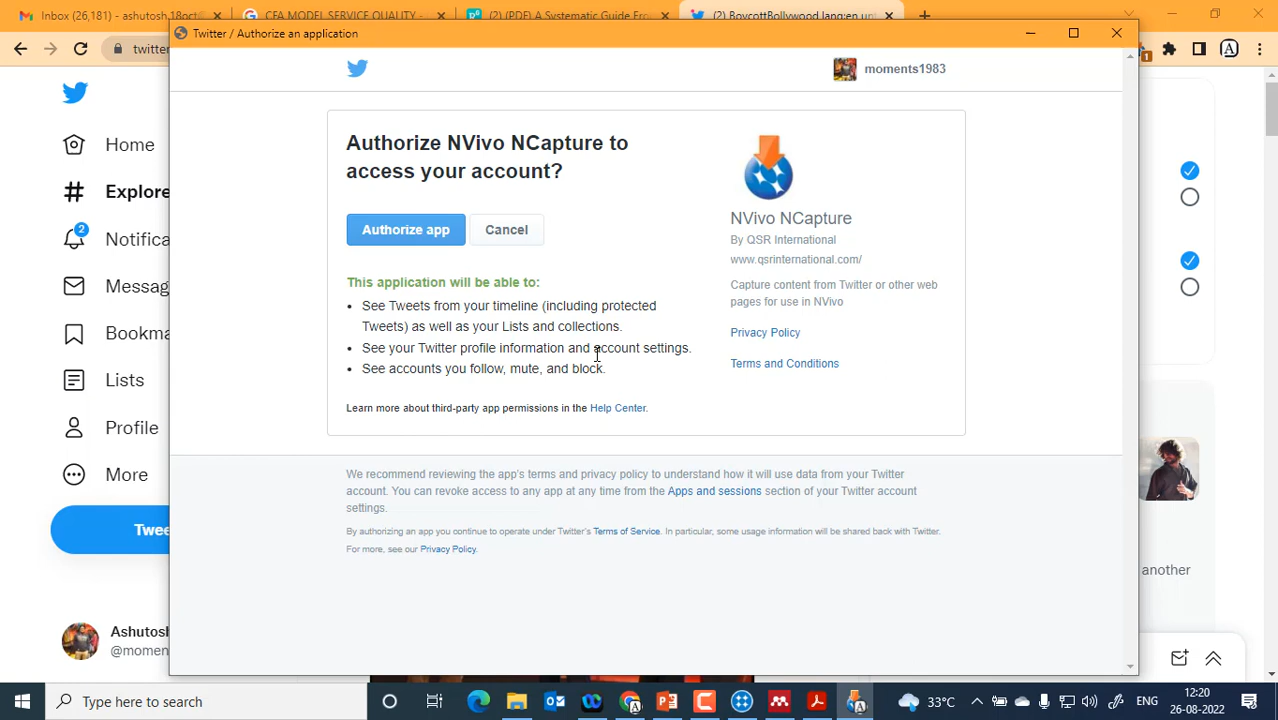 Inbox (26,181) - ashutosh.18oct
CFA MODEL SERVICE QUALITY -
(PDF) A Systematic Guide Fro
(2) BoycottBollywood lang:en unt
Twitter / Authorize an application
twitter
moments1983
Home
Explore
2
Notifica
Messag
Bookma
Lists
Profile
More
Twee
Ashutosh
@momen
Authorize NVivo NCapture to
access your account?
Authorize app
Cancel
This application will be able to:
• See Tweets from your timeline (including protected
Tweets) as well as your Lists and collections.
• See your Twitter profile information and account settings.
• See accounts you follow, mute, and block.
Learn more about third-party app permissions in the Help Center.
NVivo NCapture
By QSR International
www.qsrinternational.com/
Capture content from Twitter or other web
pages for use in NVivo
Privacy Policy
Terms and Conditions
We recommend reviewing the app's terms and privacy policy to understand how it will use data from your Twitter
account. You can revoke access to any app at any time from the Apps and sessions section of your Twitter account
settings.
By authorizing an app you continue to operate under Twitter's Terms of Service. In particular, some usage information will be shared back with Twitter.
For more, see our Privacy Policy.
another
Type here to search
33°C
ENG
12:20
26-08-2022